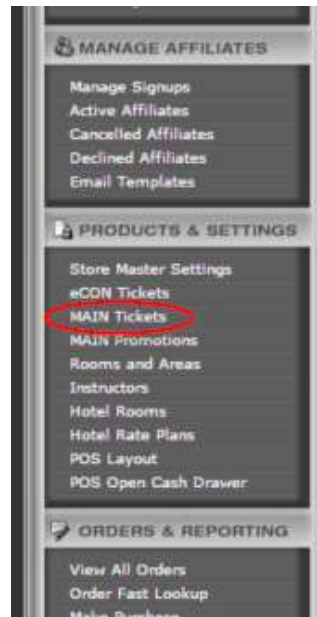 MANAGE AFFILIATES
Manage Signups
Active Affiliates
Cancelled Affiliates
Declined Affiliates
Email Templates
PRODUCTS & SETTINGS
Store Master Settings
eCON Tickets
MAIN Tickets
MAIN Promotions
Rooms and Areas
Instructors
Hotel Rooms
Hotel Rate Plans
POS Layout
POS Open Cash Drawer
ORDERS & REPORTING
View All Orders
Order Fast Lookup
Make Purchase